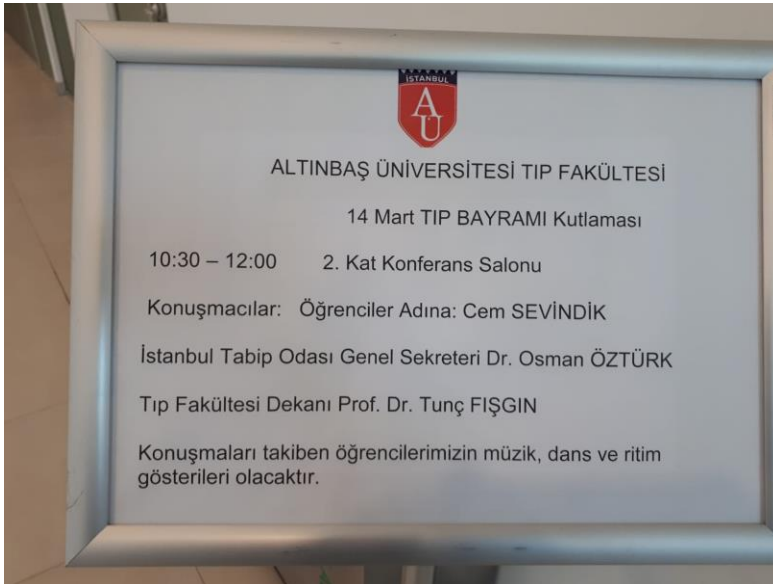 İSTANBUL
AÜ
ALTINBAŞ ÜNİVERSİTESİ TIP FAKÜLTESİ
14 Mart TIP BAYRAMI Kutlaması
10:30 – 12:00 2. Kat Konferans Salonu
Konuşmacılar: Öğrenciler Adına: Cem SEVİNDİK
İstanbul Tabip Odası Genel Sekreteri Dr. Osman ÖZTÜRK
Tıp Fakültesi Dekanı Prof. Dr. Tunç FIŞGIN
Konuşmaları takiben öğrencilerimizin müzik, dans ve ritim
gösterileri olacaktır.